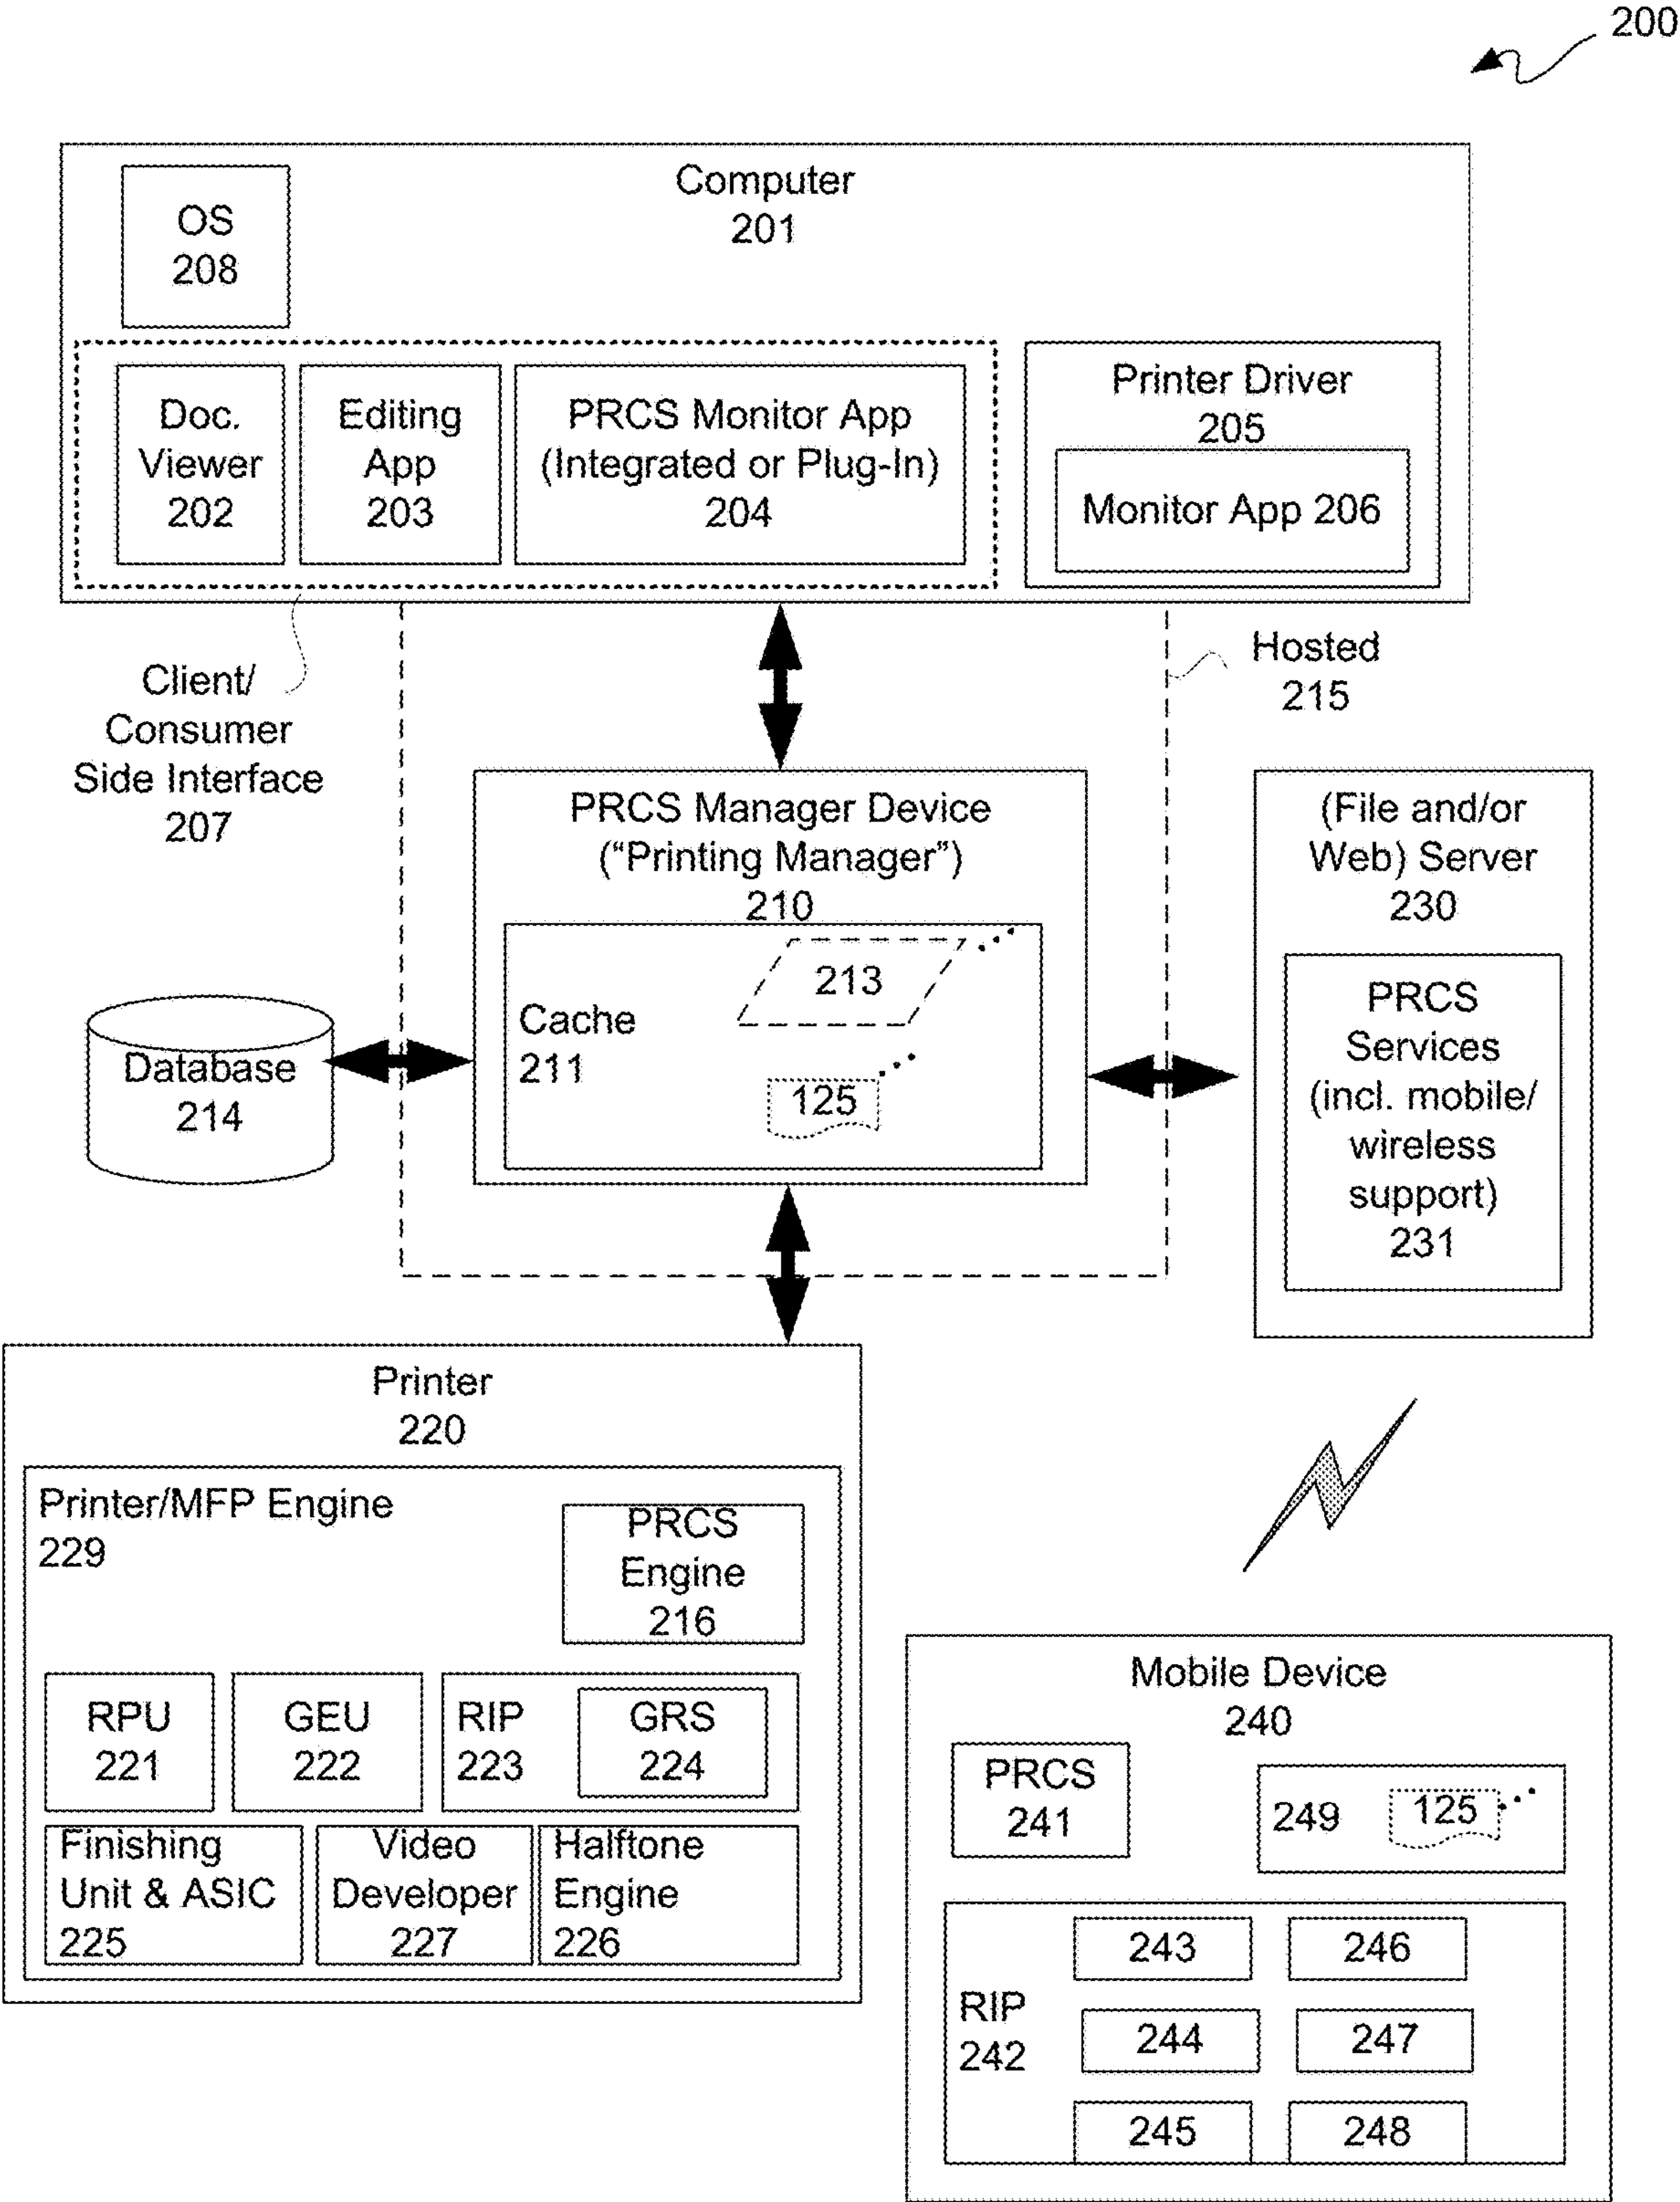 200
Computer
201
OS
208
Doc.
Viewer
202
Editing
App
203
PRCS Monitor App
(Integrated or Plug-In)
204
Printer Driver
205
Monitor App 206
Client/
Consumer
Side Interface
207
Hosted
215
PRCS Manager Device
(“Printing Manager”)
210
Cache
211
213
125
Database
214
(File and/or
Web) Server
230
PRCS
Services
(incl. mobile/
wireless
support)
231
Printer
220
Printer/MFP Engine
229
PRCS
Engine
216
RPU
221
GEU
222
RIP
223
GRS
224
Finishing
Unit & ASIC
225
Video
Developer
227
Halftone
Engine
226
Mobile Device
240
PRCS
241
249
125
RIP
242
243
246
244
247
245
248